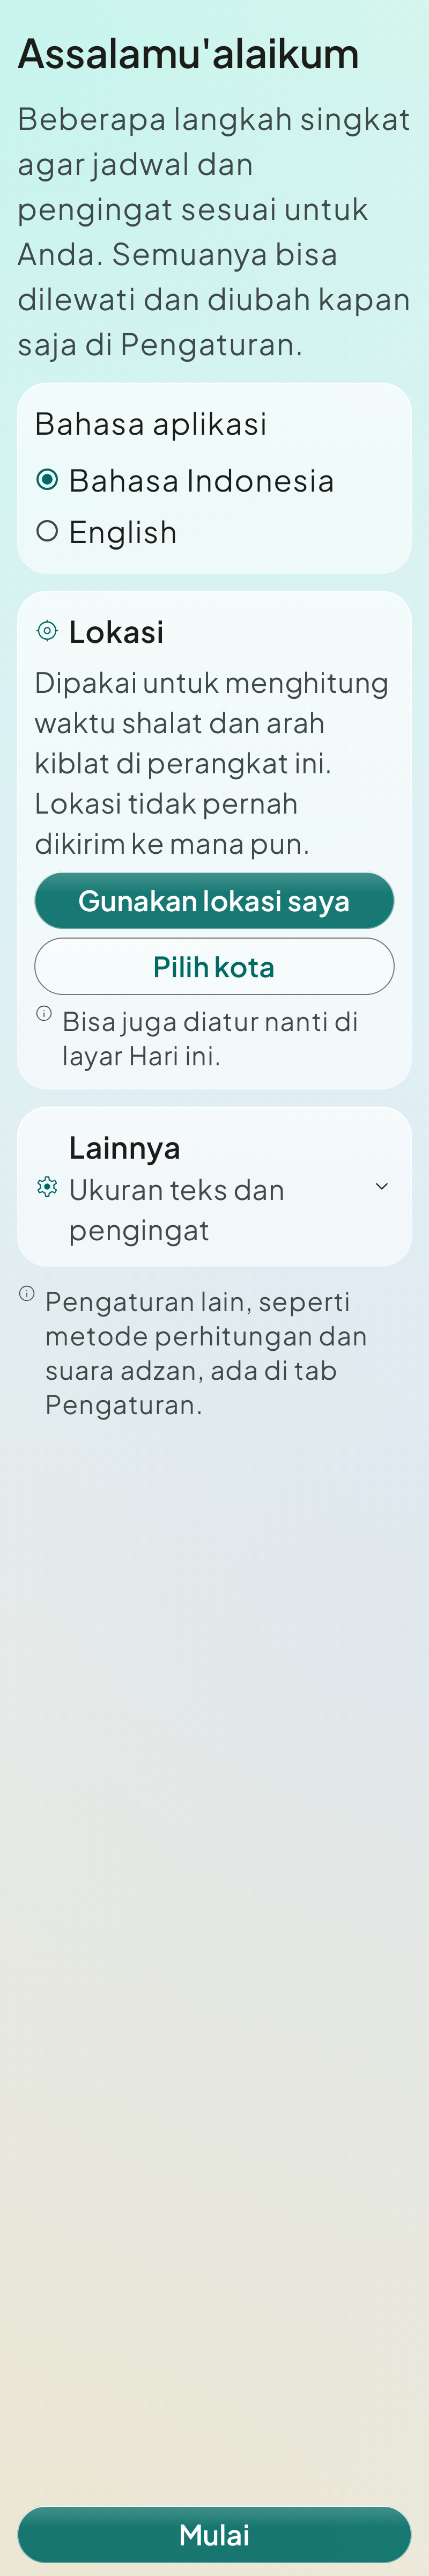 Assalamu'alaikum
Beberapa langkah singkat
agar jadwal dan
pengingat sesuai untuk
Anda. Semuanya bisa
dilewati dan diubah kapan
saja di Pengaturan.
Bahasa aplikasi
Bahasa Indonesia
English
Lokasi
Dipakai untuk menghitung
waktu shalat dan arah
kiblat di perangkat ini.
Lokasi tidak pernah
dikirim ke mana pun.
Gunakan lokasi saya
Pilih kota
Bisa juga diatur nanti di
layar Hari ini.
Lainnya
Ukuran teks dan
pengingat
Pengaturan lain, seperti
metode perhitungan dan
suara adzan, ada di tab
Pengaturan.
Mulai